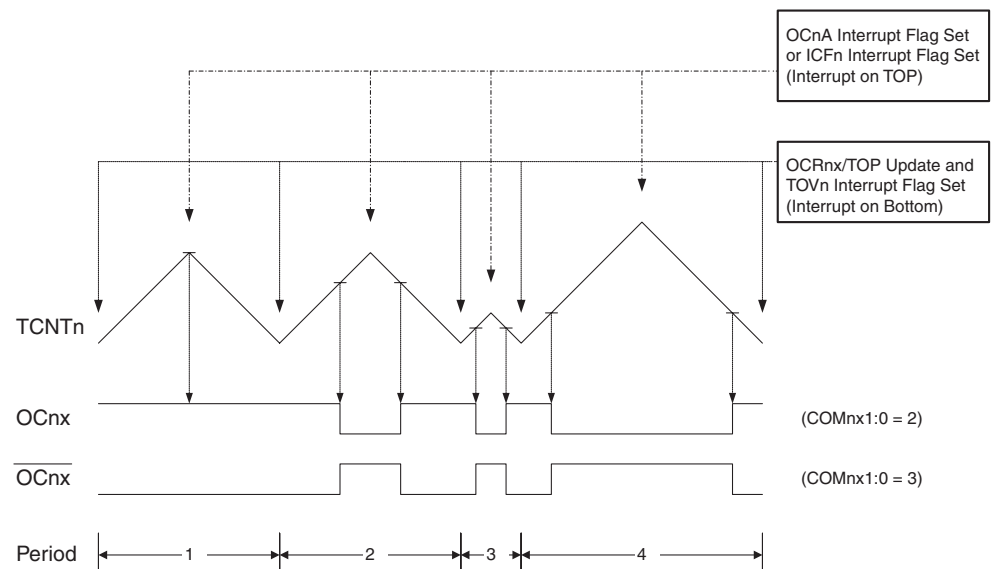 OCnA Interrupt Flag Set
or ICFn Interrupt Flag Set
(Interrupt on TOP)
OCRnx/TOP Update and
TOVn Interrupt Flag Set
(Interrupt on Bottom)
TCNTn
OCnx
(COMnx1:0 = 2)
OCnx
(COMnx1:0 = 3)
Period
1
2
3
4